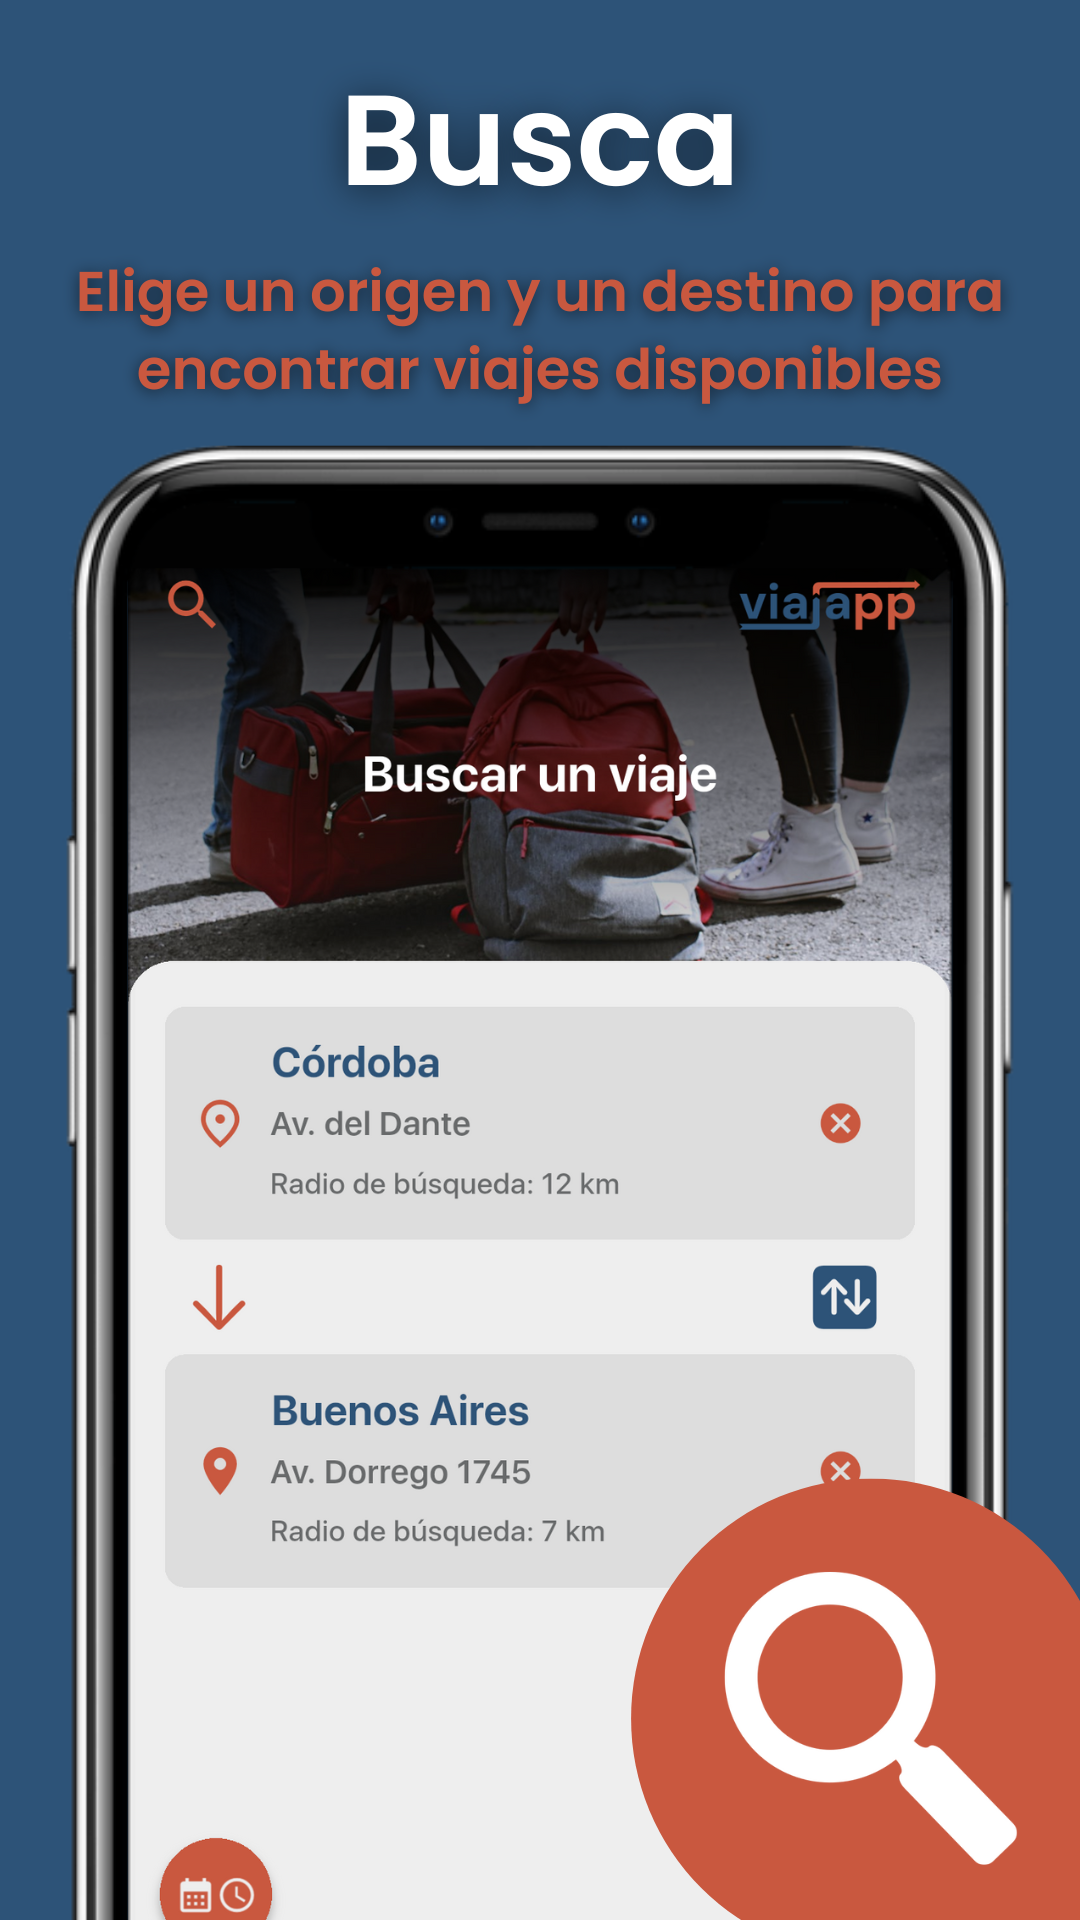 Busca
Elige un origen y un destino para
encontrar viajes disponibles
viajapp
Buscar un viaje
Córdoba
Av. del Dante
Radio de búsqueda: 12 km
Buenos Aires
Av. Dorrego 1745
Radio de búsqueda: 7 km